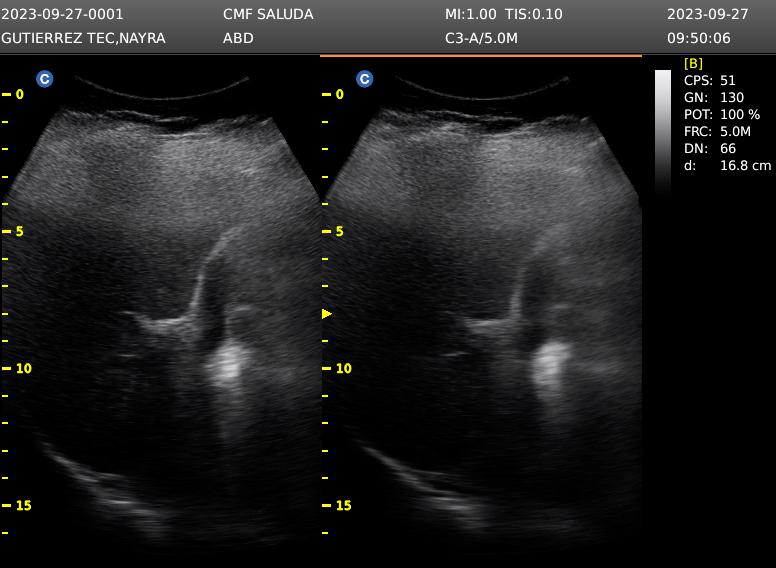 2023-09-27-0001 CMF SALUDA MI:1.00 TIS:0.10 2023-09-27
GUTIERREZ TEC,NAYRA ABD C3-A/5.0M 09:50:06
C
C
0
5
10
15
0
5
10
15
[B]
CPS: 51
GN: 130
POT: 100 %
FRC: 5.0M
DN: 66
d: 16.8 cm